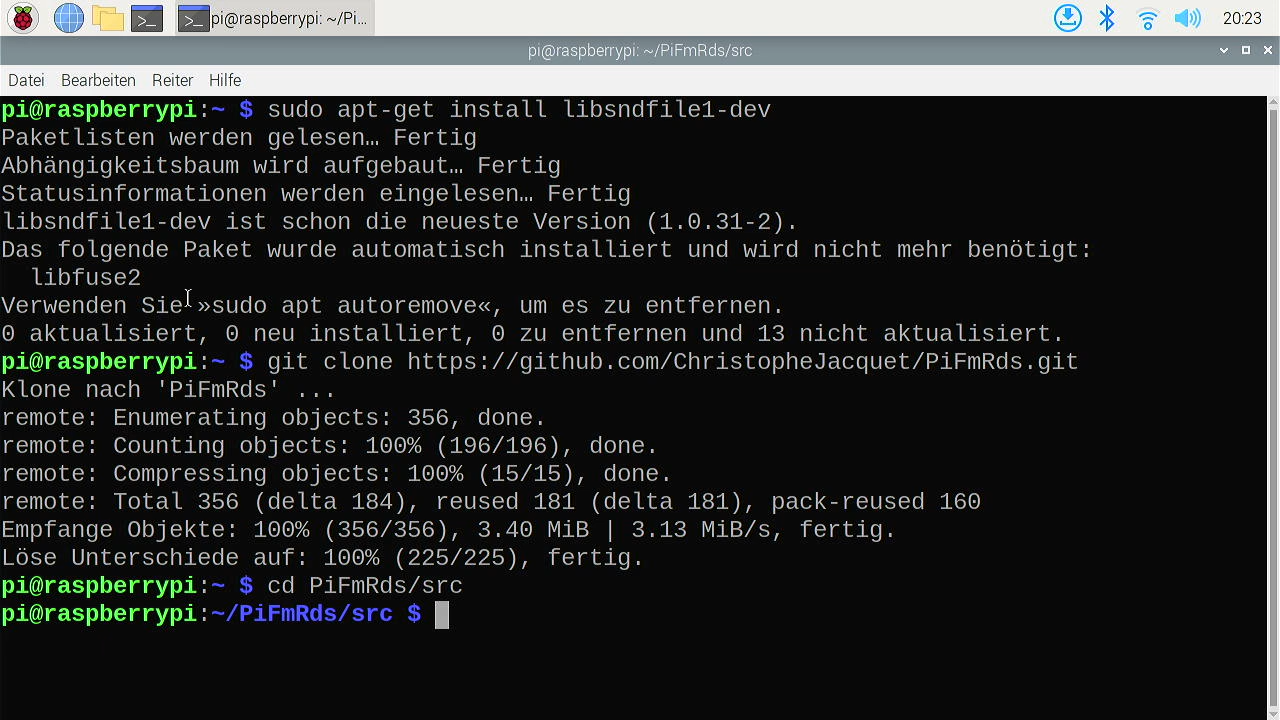 pi@raspberrypi: ~/Pi...
20:23
pi@raspberrypi: ~/PiFmRds/src
Datei Bearbeiten Reiter Hilfe
pi@raspberrypi:~ $ sudo apt-get install libsndfile1-dev
Paketlisten werden gelesen… Fertig
Abhängigkeitsbaum wird aufgebaut… Fertig
Statusinformationen werden eingelesen… Fertig
libsndfile1-dev ist schon die neueste Version (1.0.31-2).
Das folgende Paket wurde automatisch installiert und wird nicht mehr benötigt:
  libfuse2
Verwenden Sie »sudo apt autoremove«, um es zu entfernen.
0 aktualisiert, 0 neu installiert, 0 zu entfernen und 13 nicht aktualisiert.
pi@raspberrypi:~ $ git clone https://github.com/ChristopheJacquet/PiFmRds.git
Klone nach 'PiFmRds' ...
remote: Enumerating objects: 356, done.
remote: Counting objects: 100% (196/196), done.
remote: Compressing objects: 100% (15/15), done.
remote: Total 356 (delta 184), reused 181 (delta 181), pack-reused 160
Empfange Objekte: 100% (356/356), 3.40 MiB | 3.13 MiB/s, fertig.
Löse Unterschiede auf: 100% (225/225), fertig.
pi@raspberrypi:~ $ cd PiFmRds/src
pi@raspberrypi:~/PiFmRds/src $